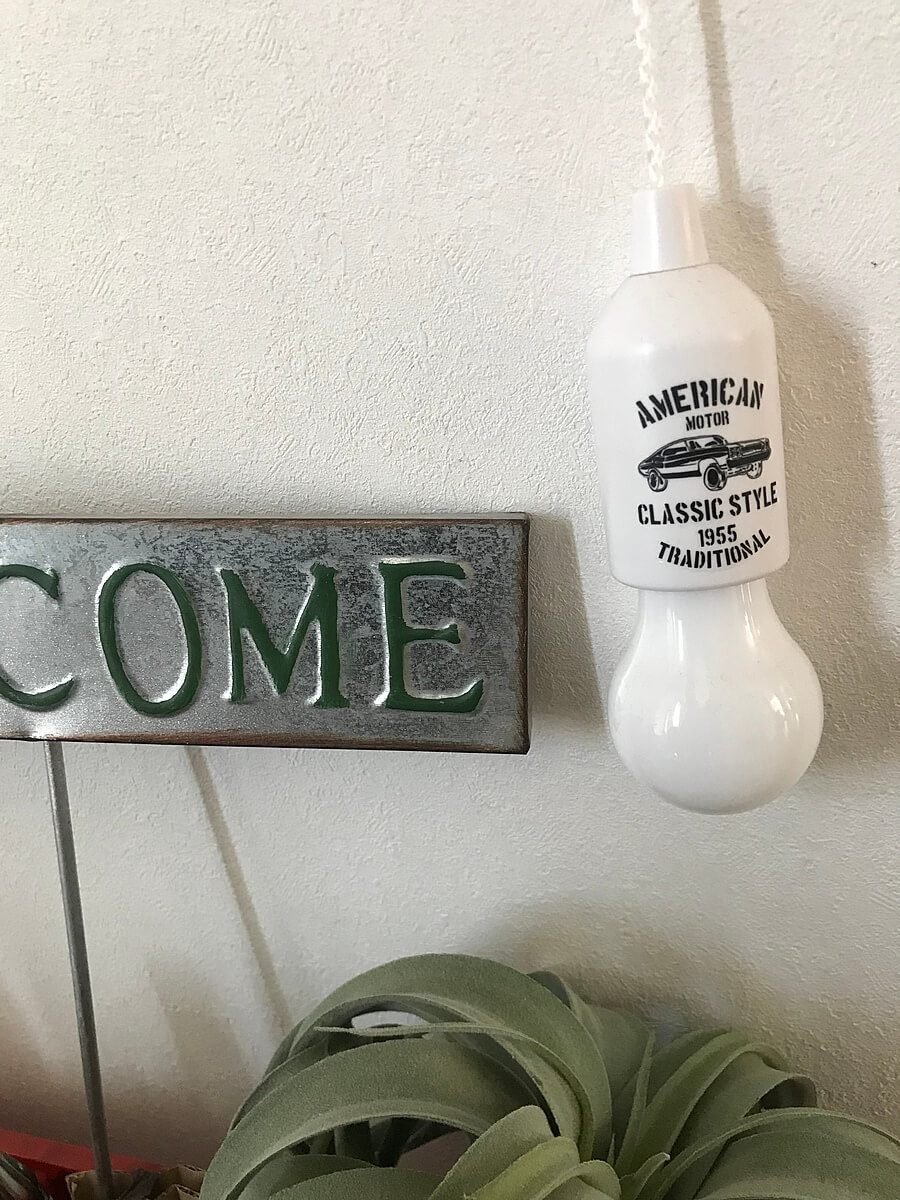 COME
AMERICAN
MOTOR
CLASSIC STYLE
1955
TRADITIONAL